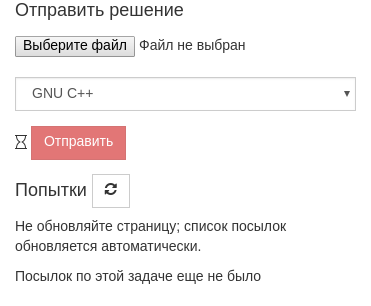 Отправить решение
Выберите файл Файл не выбран
GNU C++
Отправить
Попытки
Не обновляйте страницу; список посылок
обновляется автоматически.
Посылок по этой задаче еще не было